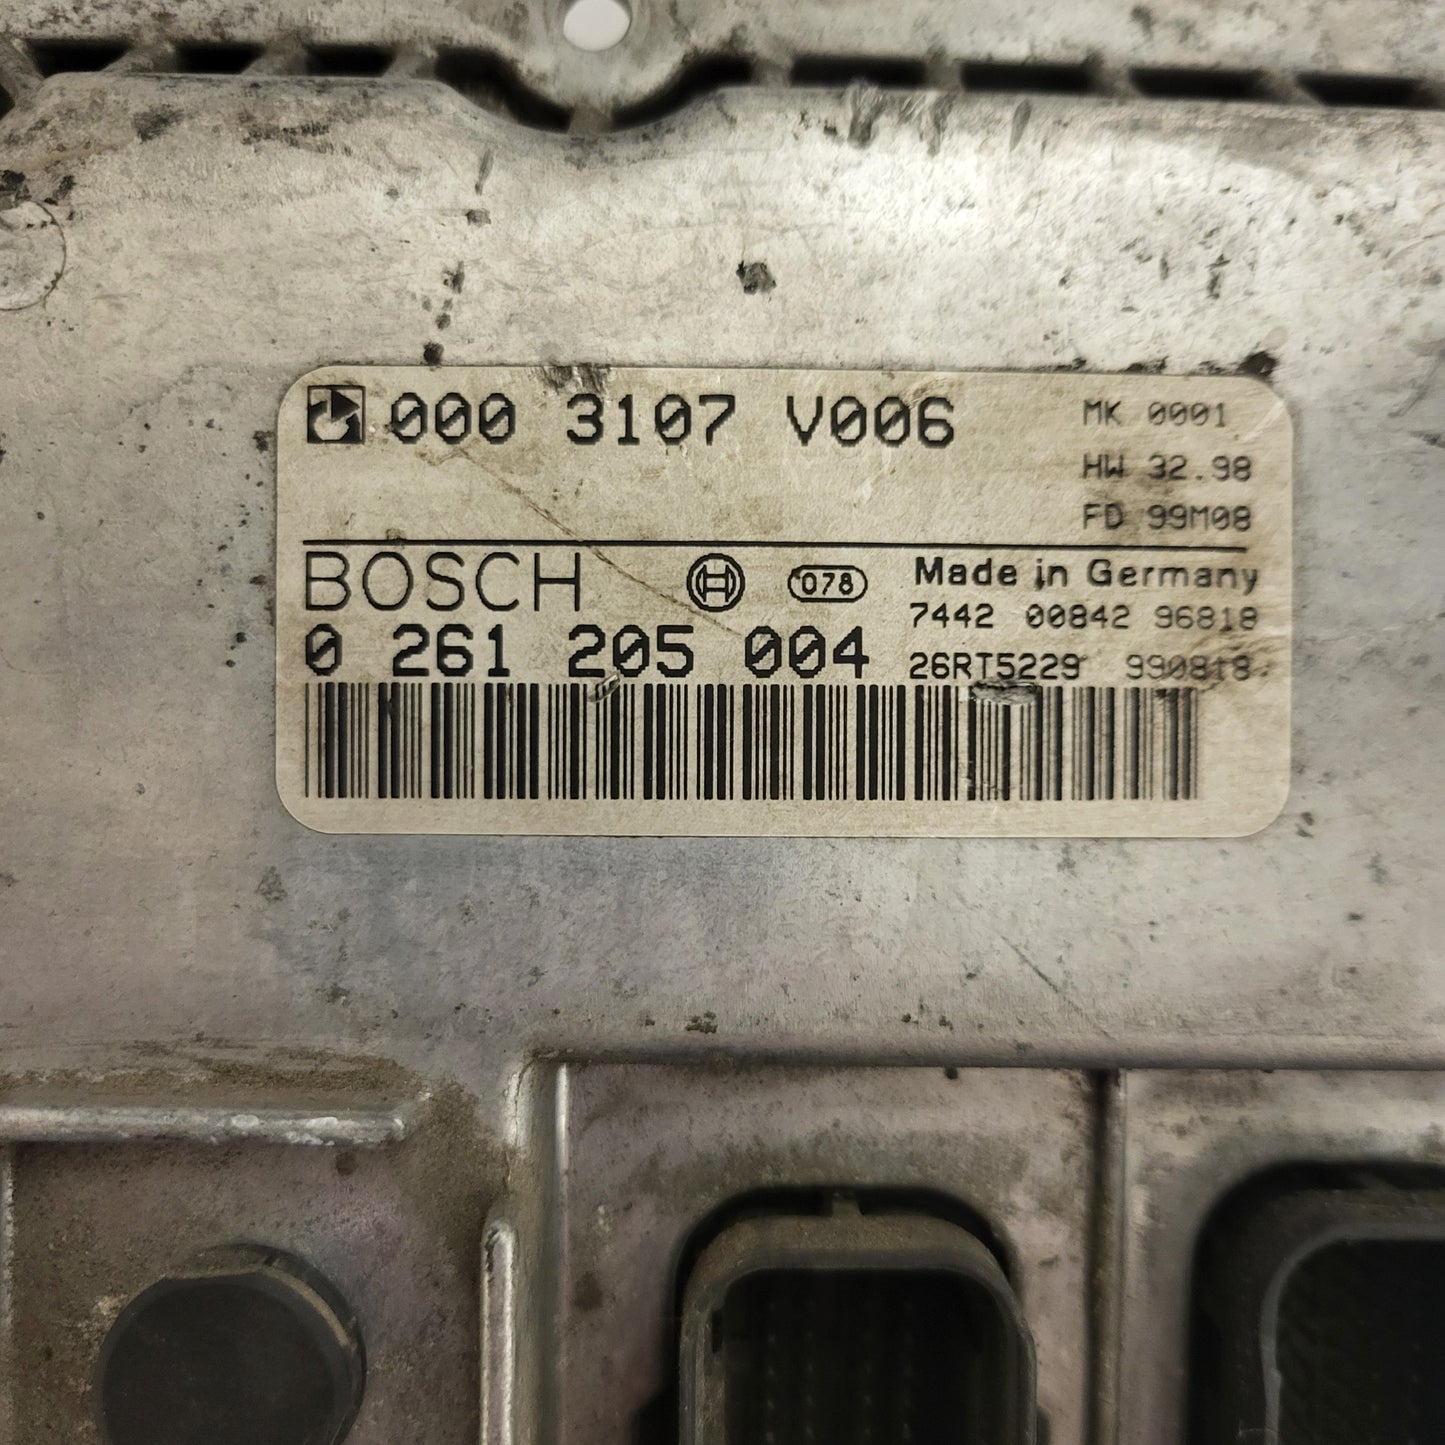 000 3107 V006
MK 0001
HW 32.98
FD 99M08
BOSCH
078
Made in Germany
7442 00842 96818
0 261 205 004
26RT5229 990818